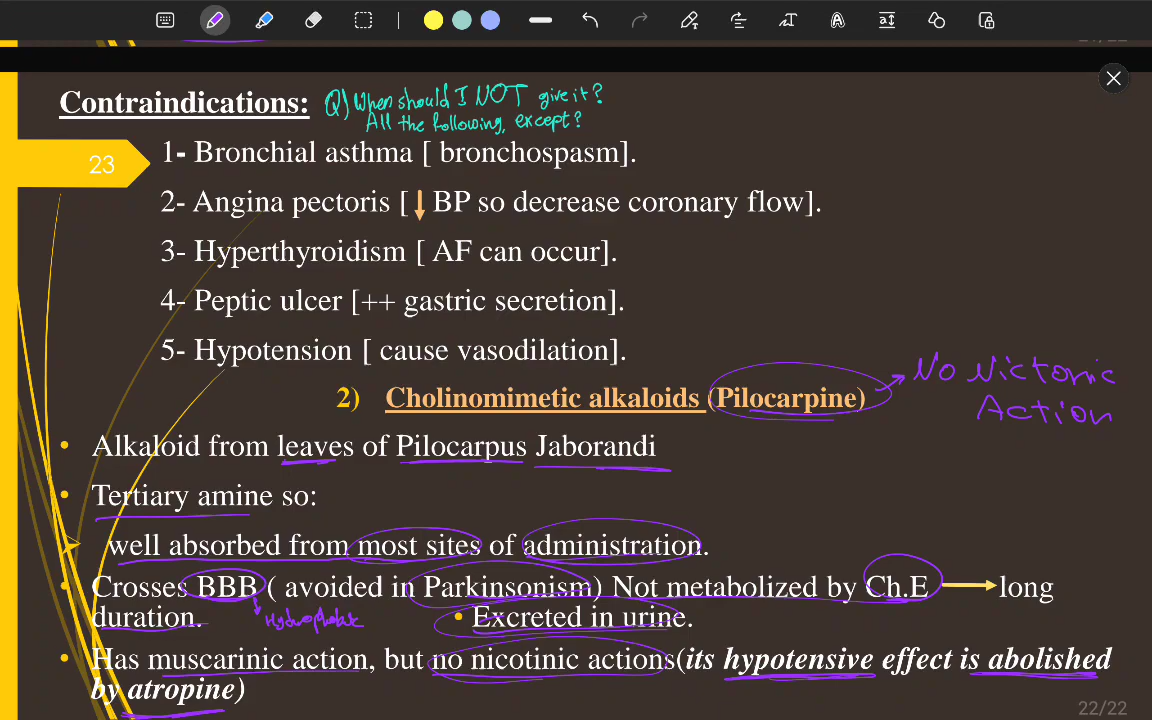 Contraindications: Q) When should I NOT give it?
All the following, except?
23
1- Bronchial asthma [ bronchospasm].
2- Angina pectoris [↓ BP so decrease coronary flow].
3- Hyperthyroidism [ AF can occur].
4- Peptic ulcer [++ gastric secretion].
5- Hypotension [ cause vasodilation].
2) Cholinomimetic alkaloids (Pilocarpine) → No Nictonic
Action
• Alkaloid from leaves of Pilocarpus Jaborandi
• Tertiary amine so:
➢ well absorbed from most sites of administration.
• Crosses BBB ( avoided in Parkinsonism) Not metabolized by Ch.E → long
duration. • Excreted in urine.
• Has muscarinic action, but no nicotinic actions(its hypotensive effect is abolished
by atropine)
22/22